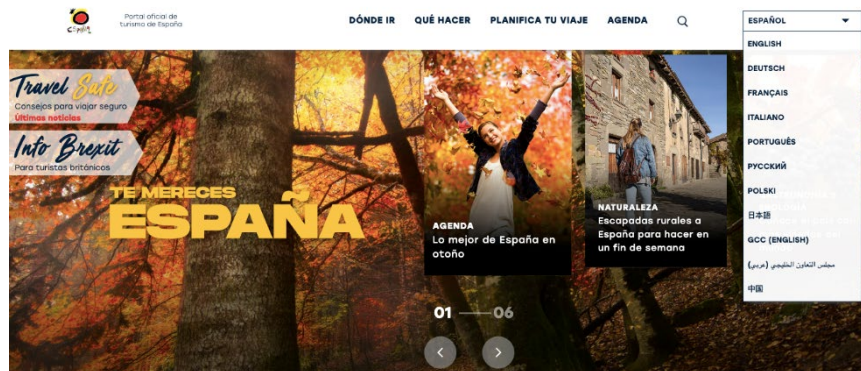 España
Portal oficial de
turismo de España
DÓNDE IR QUÉ HACER PLANIFICA TU VIAJE AGENDA
ESPAÑOL
ENGLISH
DEUTSCH
FRANÇAIS
ITALIANO
PORTUGUÊS
РУССКИЙ
POLSKI
日本語
GCC (ENGLISH)
مجلس التعاون الخليجي (عربي)
中国
Travel Safe
Consejos para viajar seguro
Últimas noticias
Info Brexit
Para turistas británicos
TE MERECES
ESPAÑA
AGENDA
Lo mejor de España en
otoño
NATURALEZA
Escapadas rurales a
España para hacer en
un fin de semana
01 06